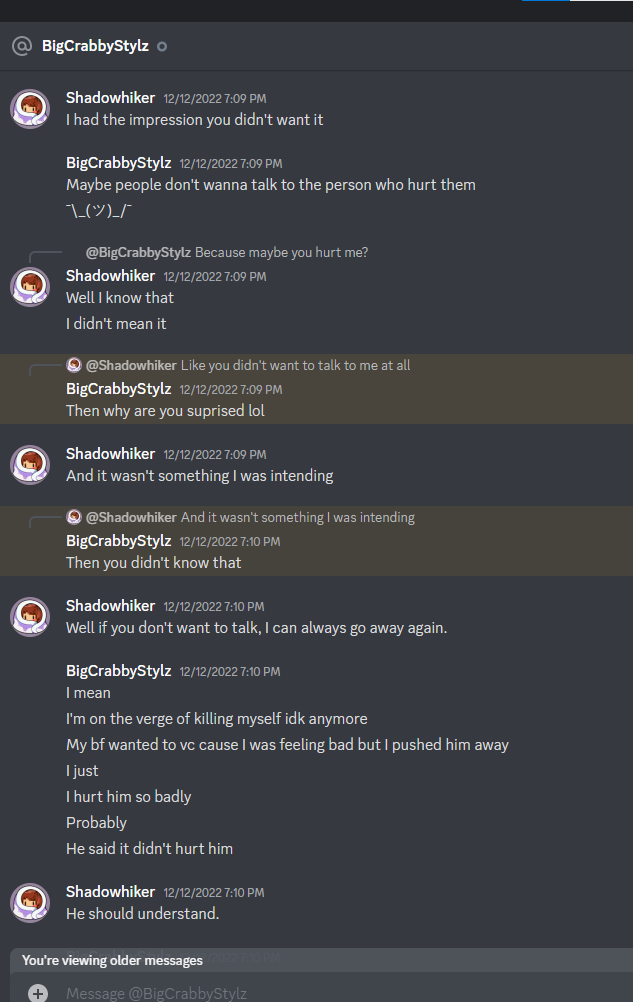 BigCrabbyStylz
Shadowhiker 12/12/2022 7:09 PM
I had the impression you didn't want it
BigCrabbyStylz 12/12/2022 7:09 PM
Maybe people don't wanna talk to the person who hurt them
¯\_(ツ)_/¯
@BigCrabbyStylz Because maybe you hurt me?
Shadowhiker 12/12/2022 7:09 PM
Well I know that
I didn't mean it
@Shadowhiker Like you didn't want to talk to me at all
BigCrabbyStylz 12/12/2022 7:09 PM
Then why are you suprised lol
Shadowhiker 12/12/2022 7:09 PM
And it wasn't something I was intending
@Shadowhiker And it wasn't something I was intending
BigCrabbyStylz 12/12/2022 7:10 PM
Then you didn't know that
Shadowhiker 12/12/2022 7:10 PM
Well if you don't want to talk, I can always go away again.
BigCrabbyStylz 12/12/2022 7:10 PM
I mean
I'm on the verge of killing myself idk anymore
My bf wanted to vc cause I was feeling bad but I pushed him away
I just
I hurt him so badly
Probably
He said it didn't hurt him
Shadowhiker 12/12/2022 7:10 PM
He should understand.
You're viewing older messages
Message @BigCrabbyStylz